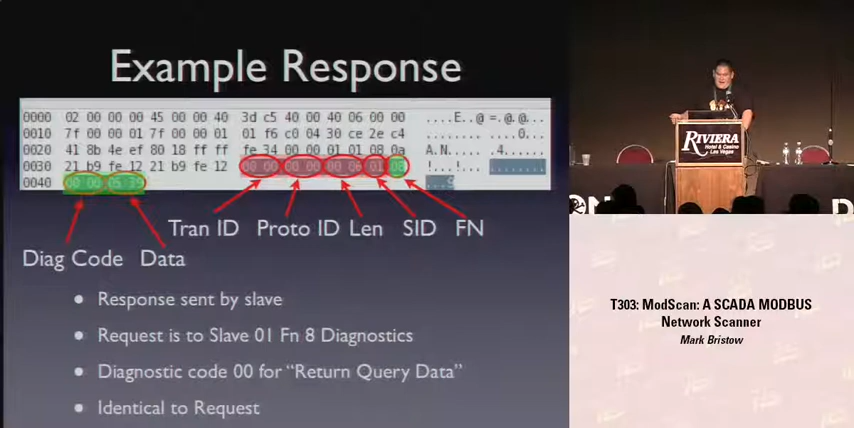 Example Response
0000 02 00 00 00 45 00 00 40 3d c5 40 00 40 06 00 00 ....E..@ =.@.@...
0010 7f 00 00 01 7f 00 00 01 01 f6 c0 04 30 ce 2e c4 ........ ....0...
0020 41 8b 4e ef 80 18 ff ff fe 34 00 00 01 01 08 0a A.N..... .4......
0030 21 b9 fe 12 21 b9 fe 12 00 00 00 00 00 06 01 08 !...!...
0040 00 00 05 39
Tran ID Proto ID Len SID FN
Diag Code Data
• Response sent by slave
• Request is to Slave 01 Fn 8 Diagnostics
• Diagnostic code 00 for “Return Query Data”
• Identical to Request
RIVIERA
Hotel & Casino
Las Vegas
T303: ModScan: A SCADA MODBUS
Network Scanner
Mark Bristow